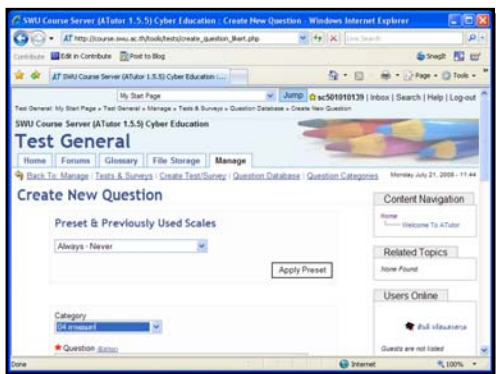 SWU Course Server (ATutor 1.5.5) Cyber Education : Create New Question - Windows Internet Explorer
http://course.swu.ac.th/tools/tests/create_question_likert.php
Live Search
Contribute Edit in Contribute Post to Blog
SnagIt
SWU Course Server (ATutor 1.5.5) Cyber Education : ...
Page Tools
My Start Page Jump sc501010139 | Inbox | Search | Help | Log-out
Test General: My Start Page » Test General » Manage » Tests & Surveys » Question Database » Create New Question
SWU Course Server (ATutor 1.5.5) Cyber Education
Test General
Home Forums Glossary File Storage Manage
Back To: Manage | Tests & Surveys | Create Test/Survey | Question Database | Question Categories Monday July 21, 2008 - 11:44
Create New Question
Content Navigation
Preset & Previously Used Scales
Home
Welcome To ATutor
Always - Never
Related Topics
Apply Preset
None Found
Users Online
Category
04
Guests are not listed
Question
Done Internet 100%